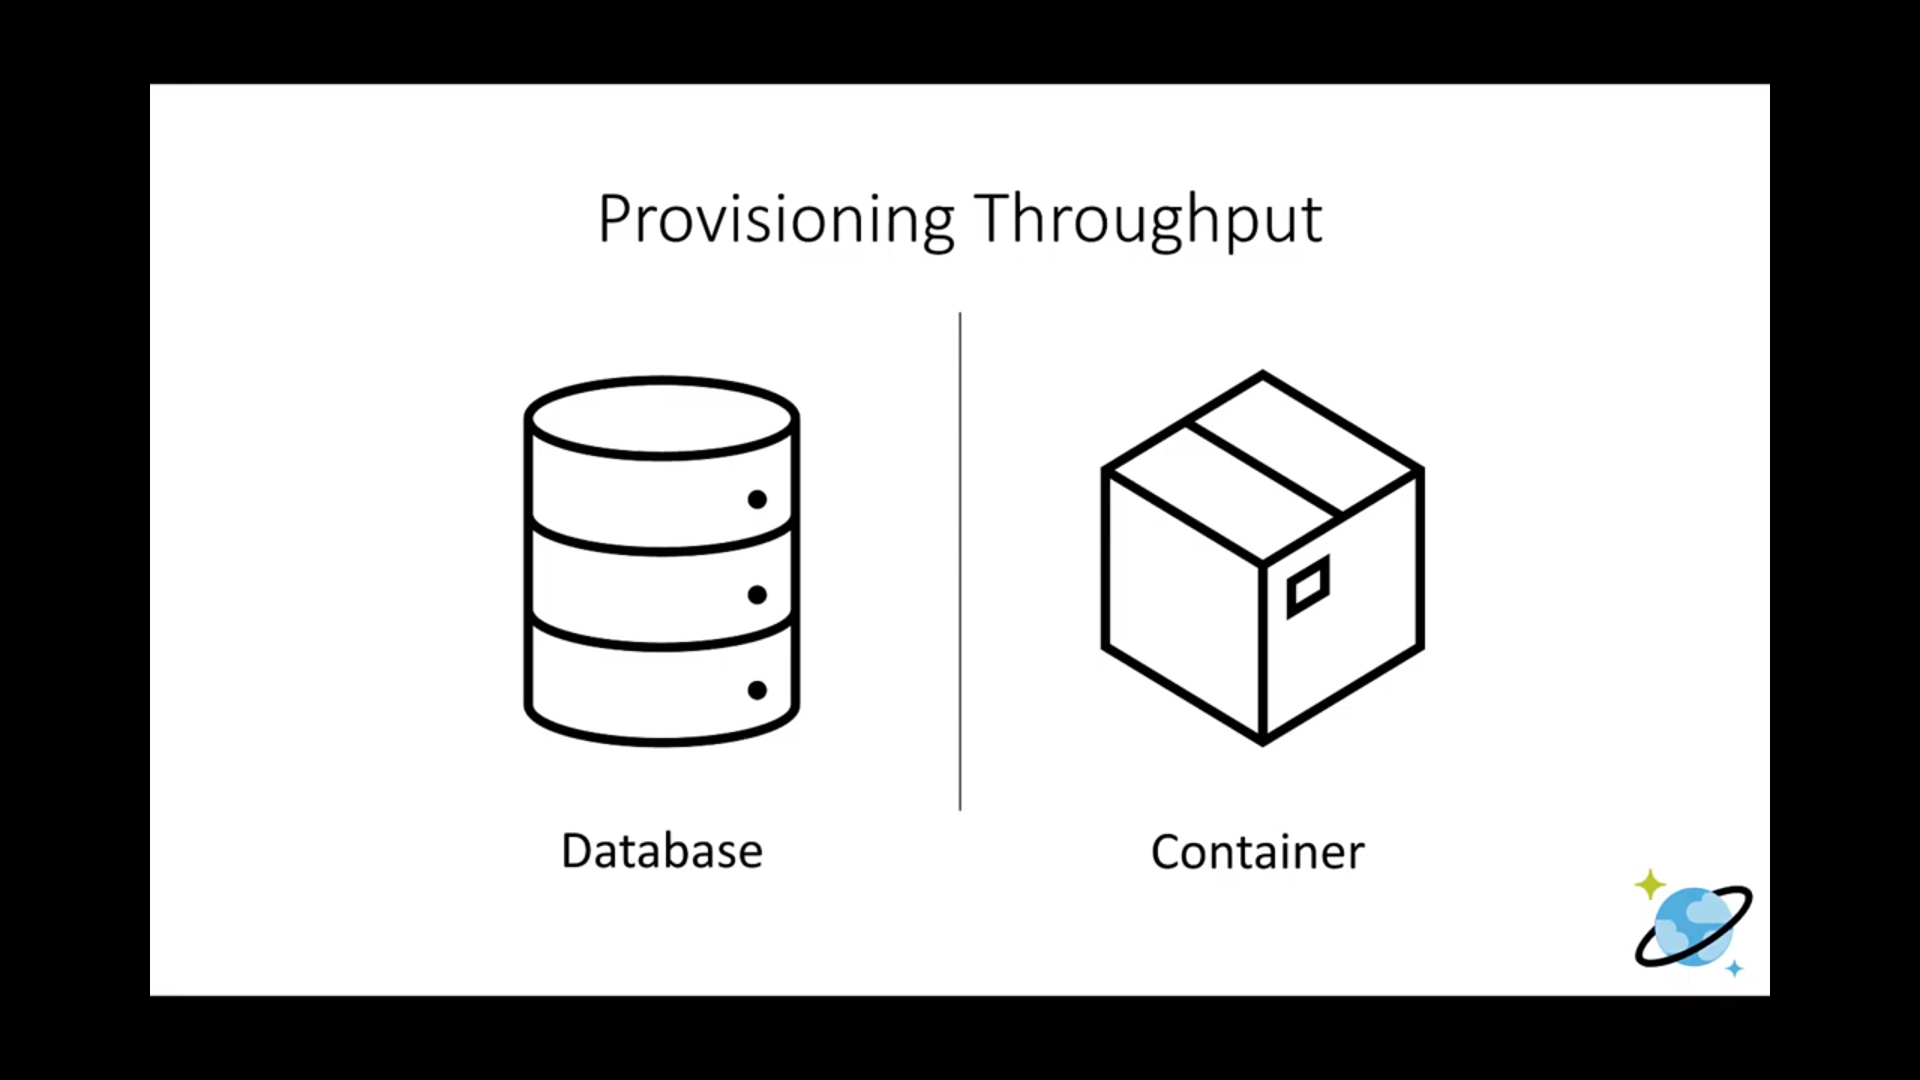 Provisioning Throughput
Database
Container